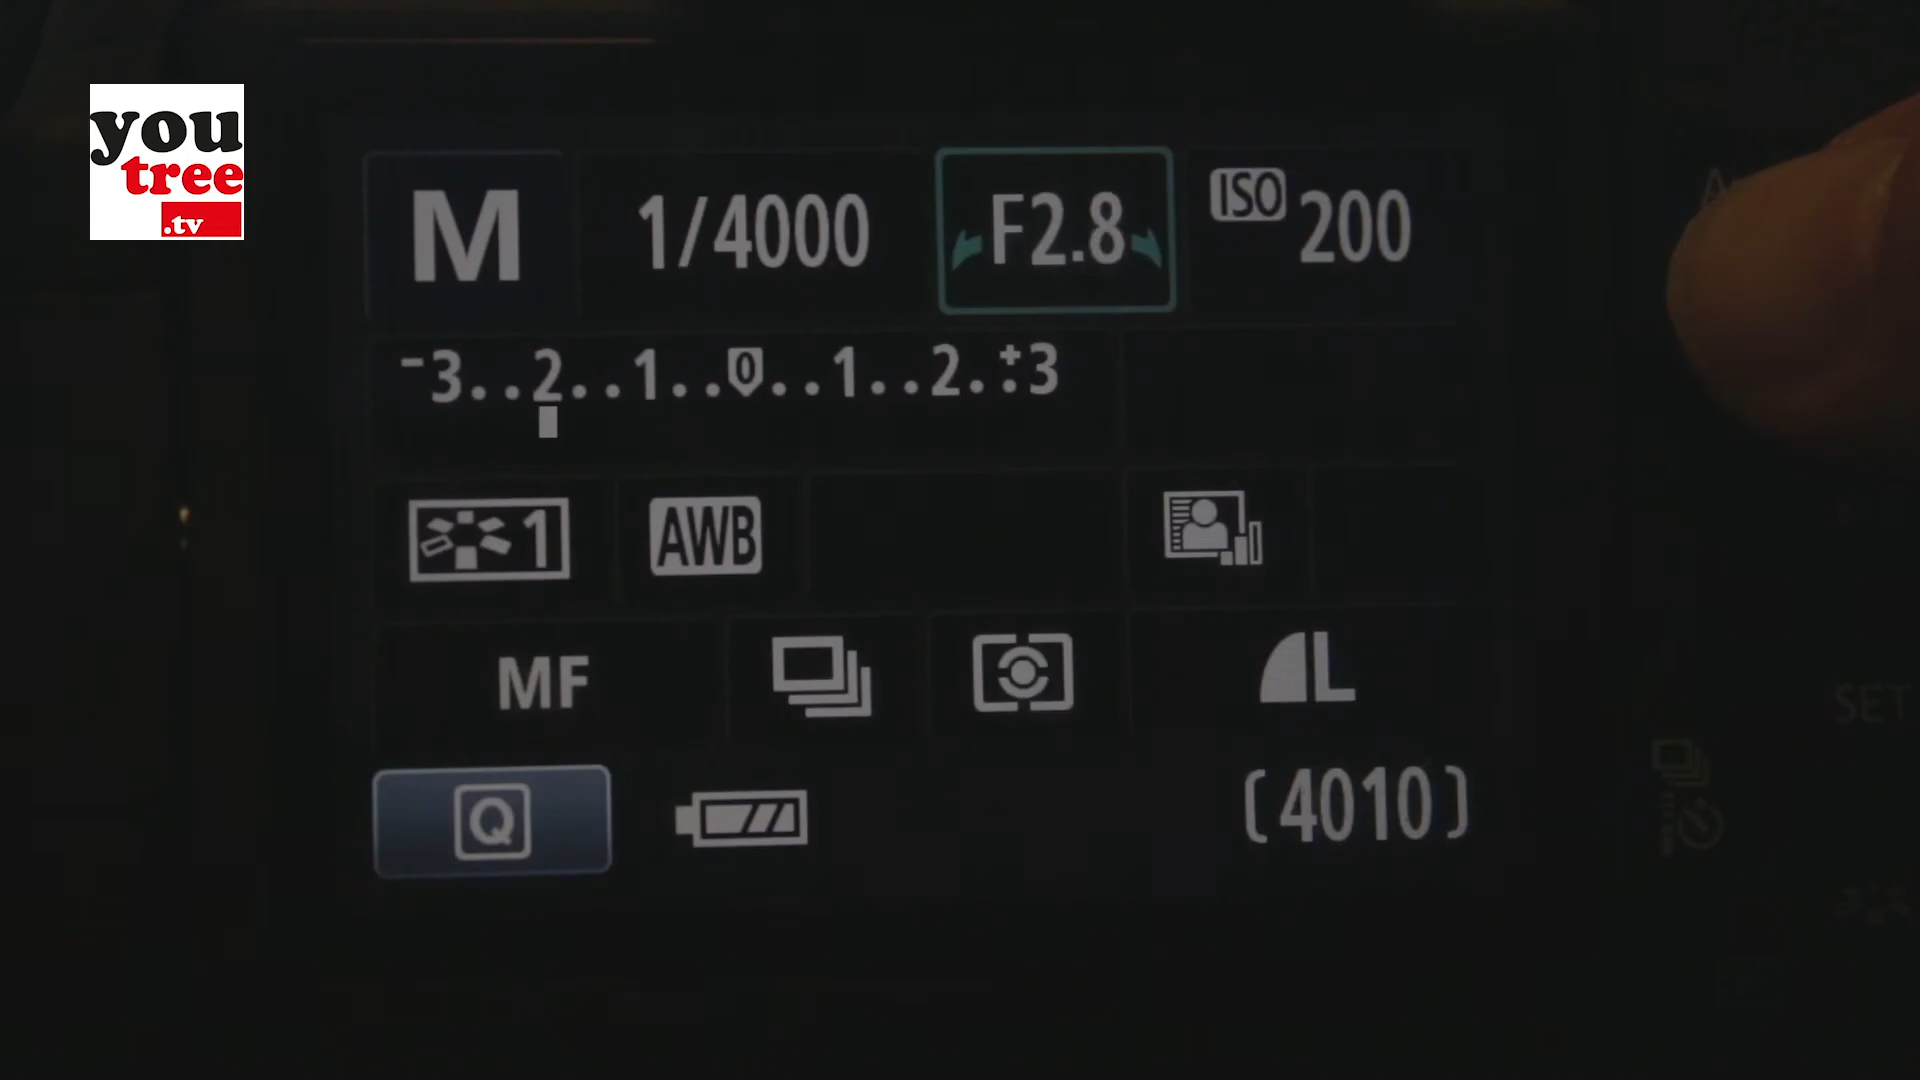 you
tree
.tv
M 1/4000 F2.8 ISO 200
-3..2..1..0..1..2.:+3
1 AWB
MF L
Q [4010]
SET